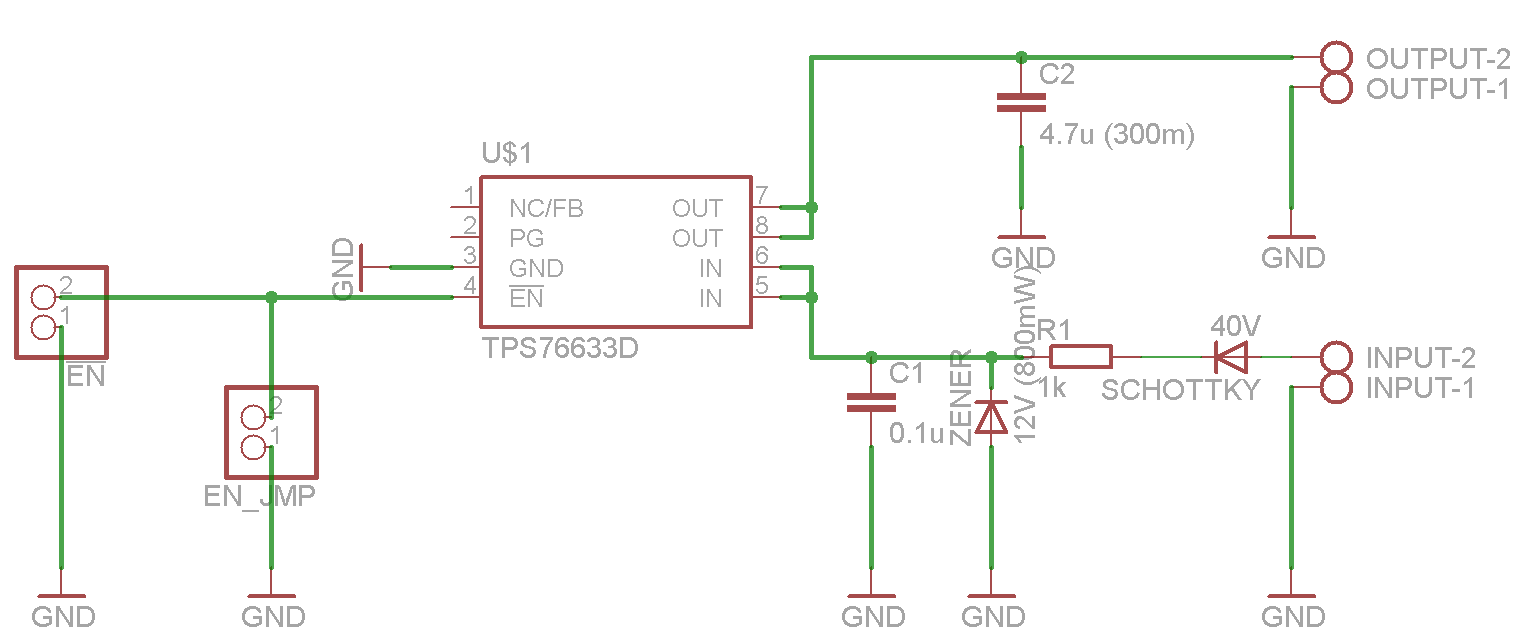 OUTPUT-2
C2
OUTPUT-1
4.7u (300m)
U$1
1 NC/FB OUT 7
2 PG OUT 8
3 GND IN 6
4 EN IN 5
TPS76633D
GND
GND
GND
2
1
EN
2
1
EN_JMP
R1
1k
40V
SCHOTTKY
INPUT-2
INPUT-1
C1
0.1u
ZENER
12V (800mW)
GND
GND
GND
GND
GND